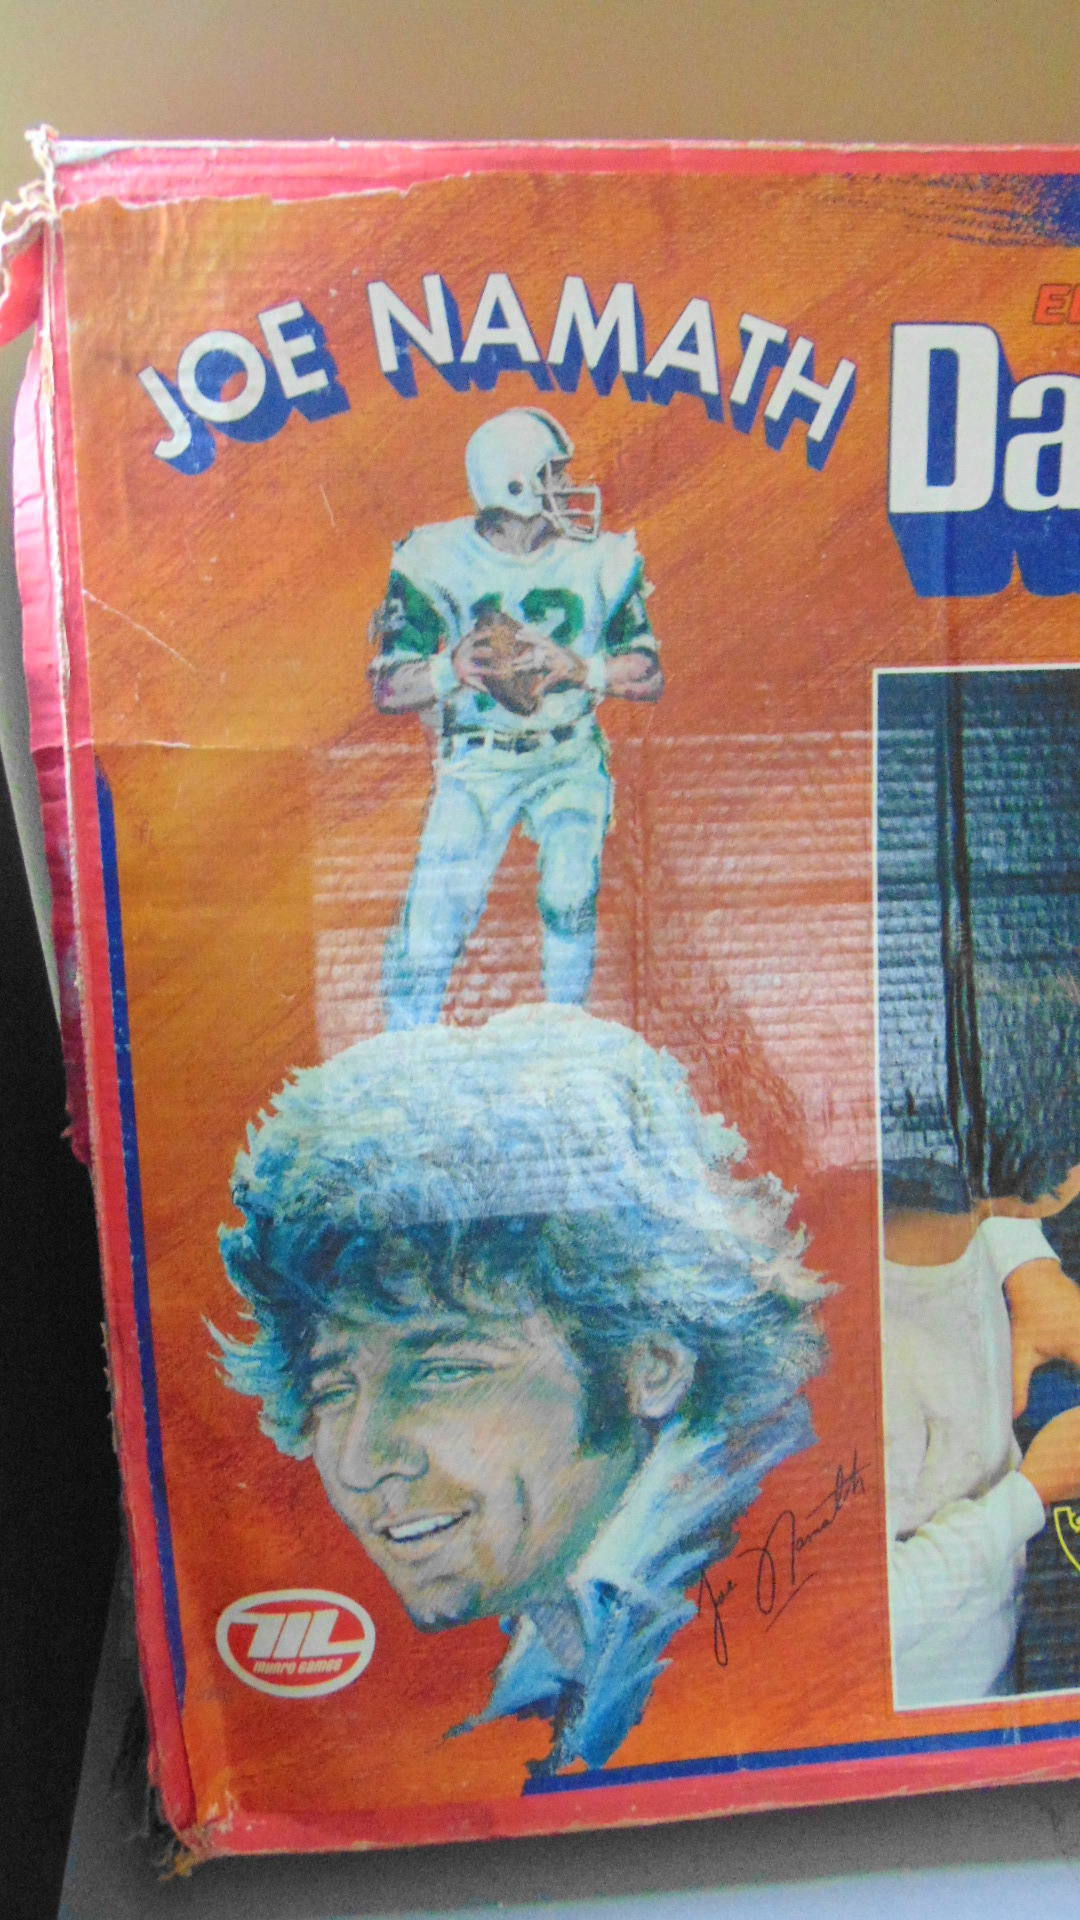 JOE NAMATH
Da
12
Joe Namath
munro games